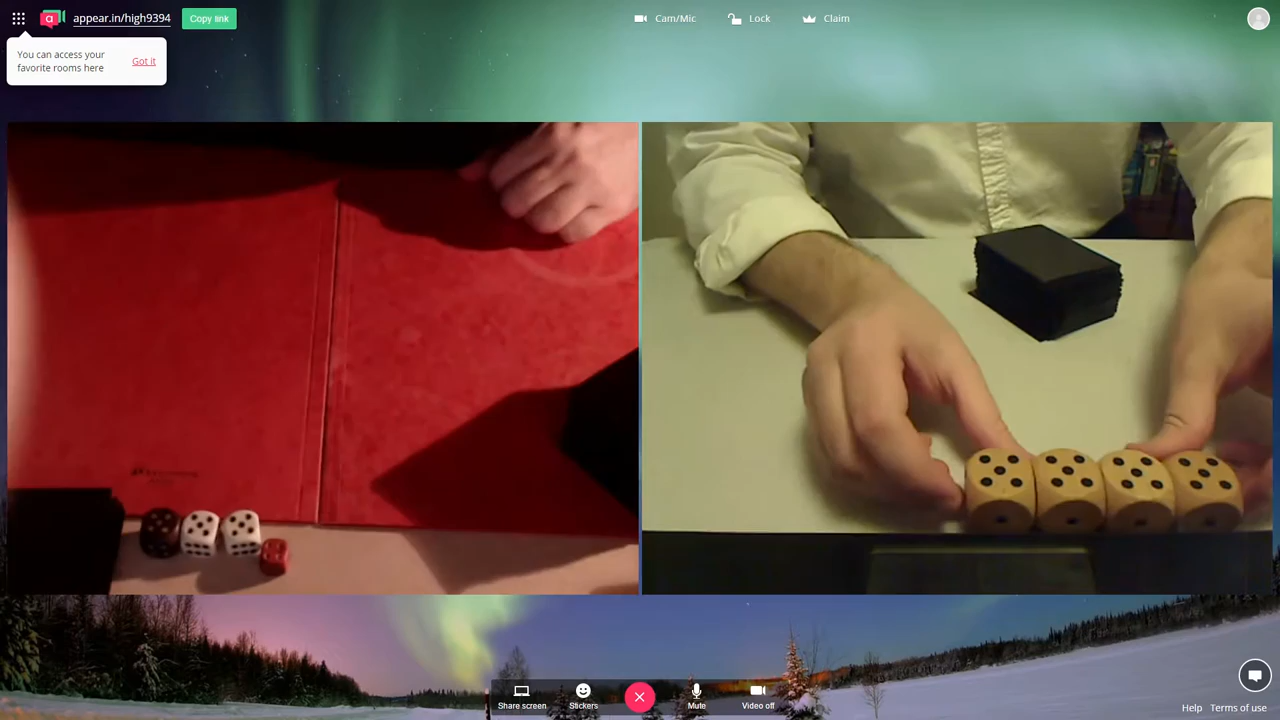 appear.in/high9394
Copy link
Cam/Mic
Lock
Claim
You can access your
favorite rooms here
Got it
Share screen
Stickers
Mute
Video off
Help
Terms of use